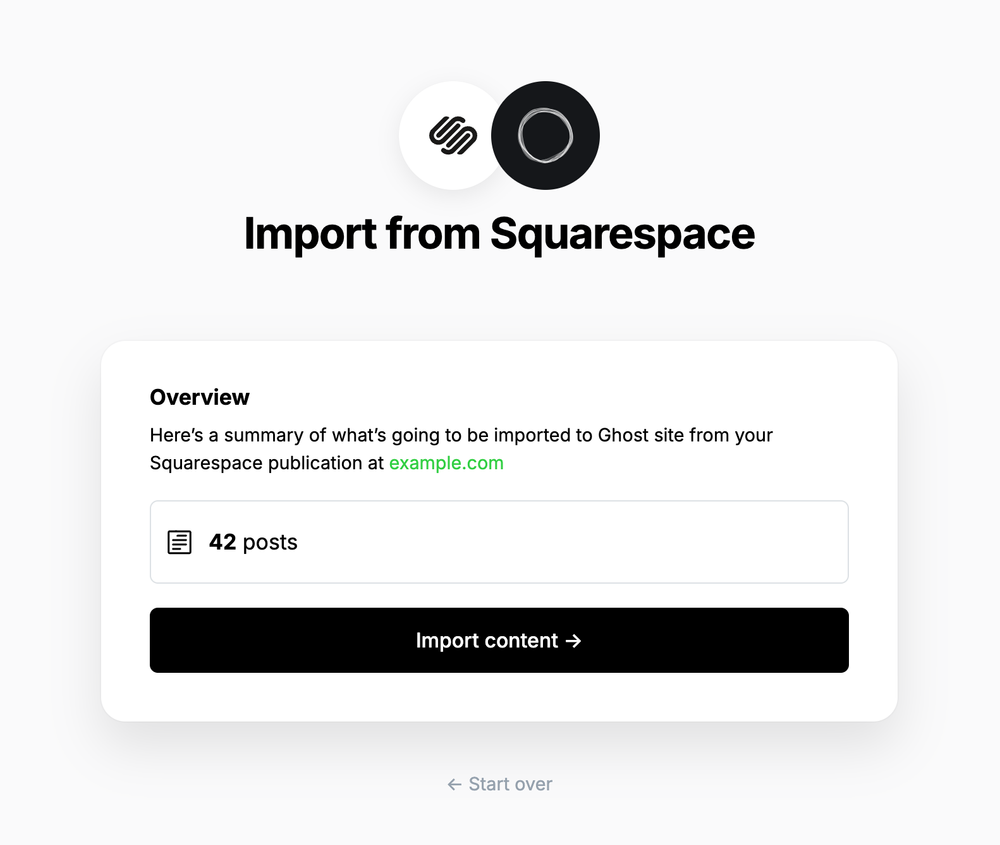 Import from Squarespace
Overview
Here’s a summary of what’s going to be imported to Ghost site from your
Squarespace publication at example.com
42 posts
Import content →
← Start over